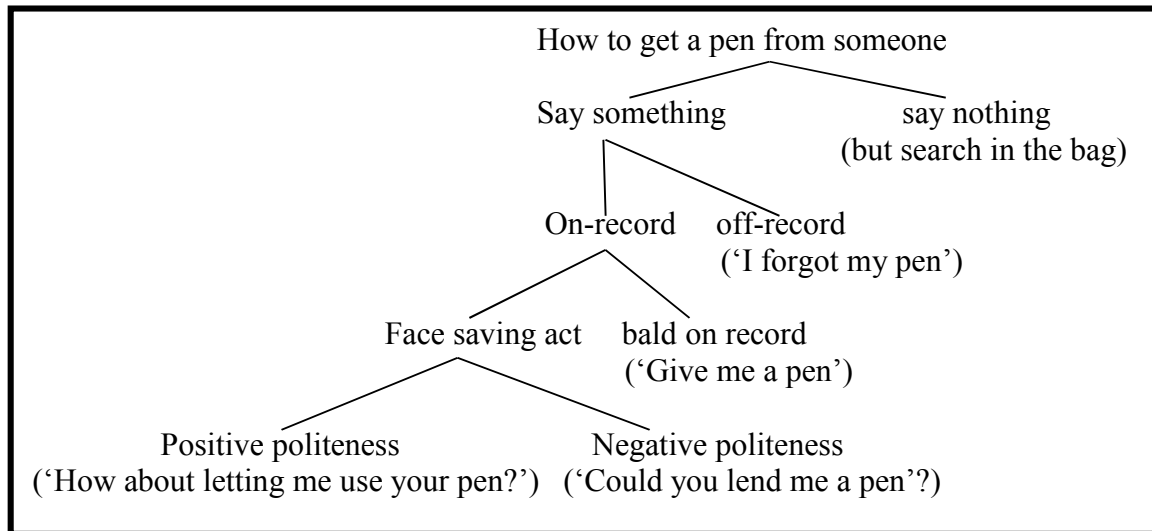 How to get a pen from someone
Say something say nothing
(but search in the bag)
On-record off-record
(‘I forgot my pen’)
Face saving act bald on record
(‘Give me a pen’)
Positive politeness Negative politeness
(‘How about letting me use your pen?’) (‘Could you lend me a pen’?)